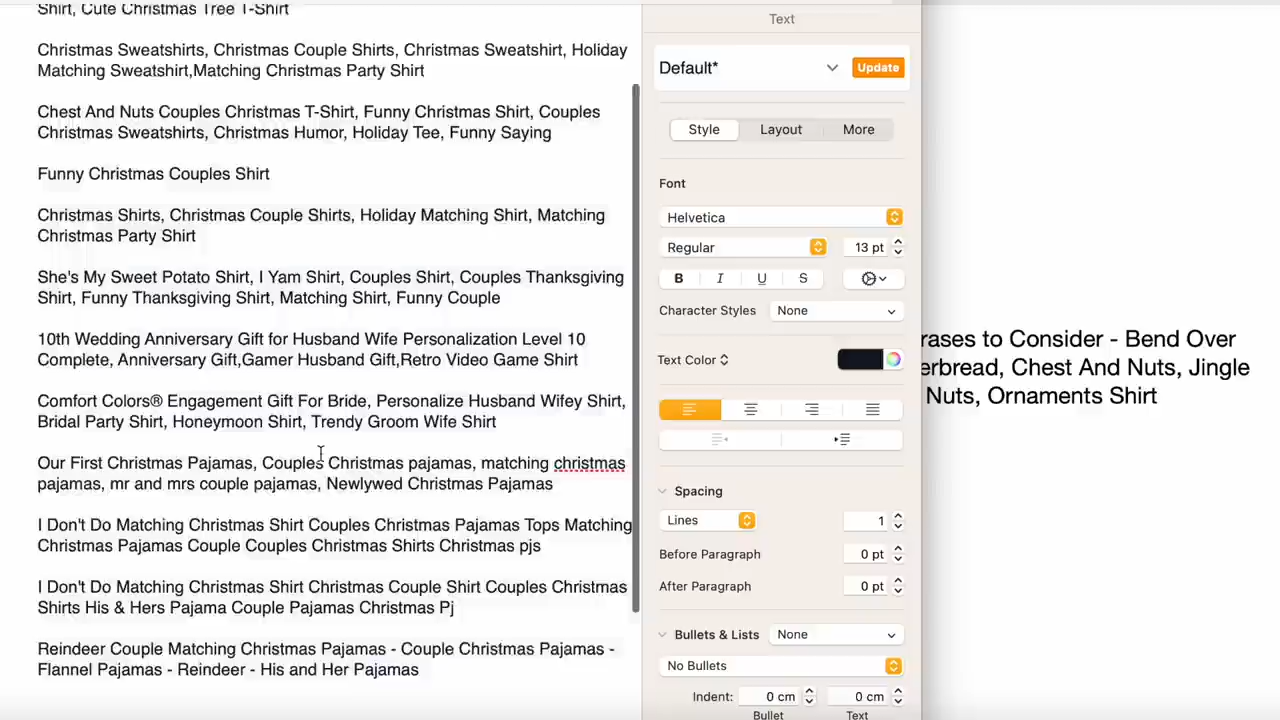 Shirt, Cute Christmas Tree T-Shirt
Christmas Sweatshirts, Christmas Couple Shirts, Christmas Sweatshirt, Holiday
Matching Sweatshirt,Matching Christmas Party Shirt
Chest And Nuts Couples Christmas T-Shirt, Funny Christmas Shirt, Couples
Christmas Sweatshirts, Christmas Humor, Holiday Tee, Funny Saying
Funny Christmas Couples Shirt
Christmas Shirts, Christmas Couple Shirts, Holiday Matching Shirt, Matching
Christmas Party Shirt
She's My Sweet Potato Shirt, I Yam Shirt, Couples Shirt, Couples Thanksgiving
Shirt, Funny Thanksgiving Shirt, Matching Shirt, Funny Couple
10th Wedding Anniversary Gift for Husband Wife Personalization Level 10
Complete, Anniversary Gift,Gamer Husband Gift,Retro Video Game Shirt
Comfort Colors® Engagement Gift For Bride, Personalize Husband Wifey Shirt,
Bridal Party Shirt, Honeymoon Shirt, Trendy Groom Wife Shirt
Our First Christmas Pajamas, Couples Christmas pajamas, matching christmas
pajamas, mr and mrs couple pajamas, Newlywed Christmas Pajamas
I Don't Do Matching Christmas Shirt Couples Christmas Pajamas Tops Matching
Christmas Pajamas Couple Couples Christmas Shirts Christmas pjs
I Don't Do Matching Christmas Shirt Christmas Couple Shirt Couples Christmas
Shirts His & Hers Pajama Couple Pajamas Christmas Pj
Reindeer Couple Matching Christmas Pajamas - Couple Christmas Pajamas -
Flannel Pajamas - Reindeer - His and Her Pajamas
Text
Default*
Update
Style Layout More
Font
Helvetica
Regular 13 pt
B I U S
Character Styles None
Text Color
Spacing
Lines 1
Before Paragraph 0 pt
After Paragraph 0 pt
Bullets & Lists None
No Bullets
Indent: 0 cm 0 cm
Bullet Text
rases to Consider - Bend Over
erbread, Chest And Nuts, Jingle
Nuts, Ornaments Shirt